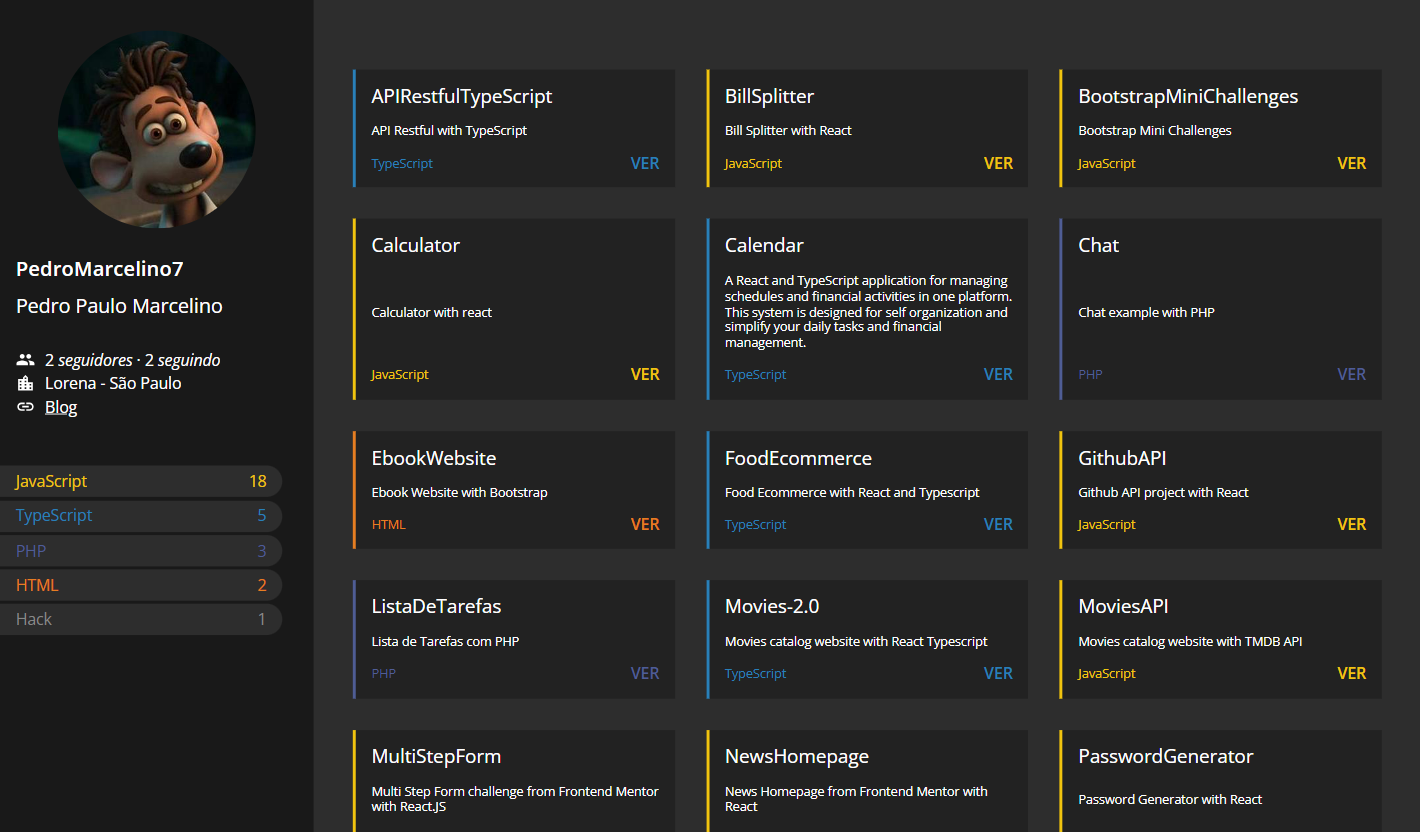 PedroMarcelino7
Pedro Paulo Marcelino
2 seguidores · 2 seguindo
Lorena - São Paulo
Blog
JavaScript 18
TypeScript 5
PHP 3
HTML 2
Hack 1
APIRestfulTypeScript
API Restful with TypeScript
TypeScript VER
BillSplitter
Bill Splitter with React
JavaScript VER
BootstrapMiniChallenges
Bootstrap Mini Challenges
JavaScript VER
Calculator
Calculator with react
JavaScript VER
Calendar
A React and TypeScript application for managing
schedules and financial activities in one platform.
This system is designed for self organization and
simplify your daily tasks and financial
management.
TypeScript VER
Chat
Chat example with PHP
PHP VER
EbookWebsite
Ebook Website with Bootstrap
HTML VER
FoodEcommerce
Food Ecommerce with React and Typescript
TypeScript VER
GithubAPI
Github API project with React
JavaScript VER
ListaDeTarefas
Lista de Tarefas com PHP
PHP VER
Movies-2.0
Movies catalog website with React Typescript
TypeScript VER
MoviesAPI
Movies catalog website with TMDB API
JavaScript VER
MultiStepForm
Multi Step Form challenge from Frontend Mentor
with React.JS
NewsHomepage
News Homepage from Frontend Mentor with
React
PasswordGenerator
Password Generator with React